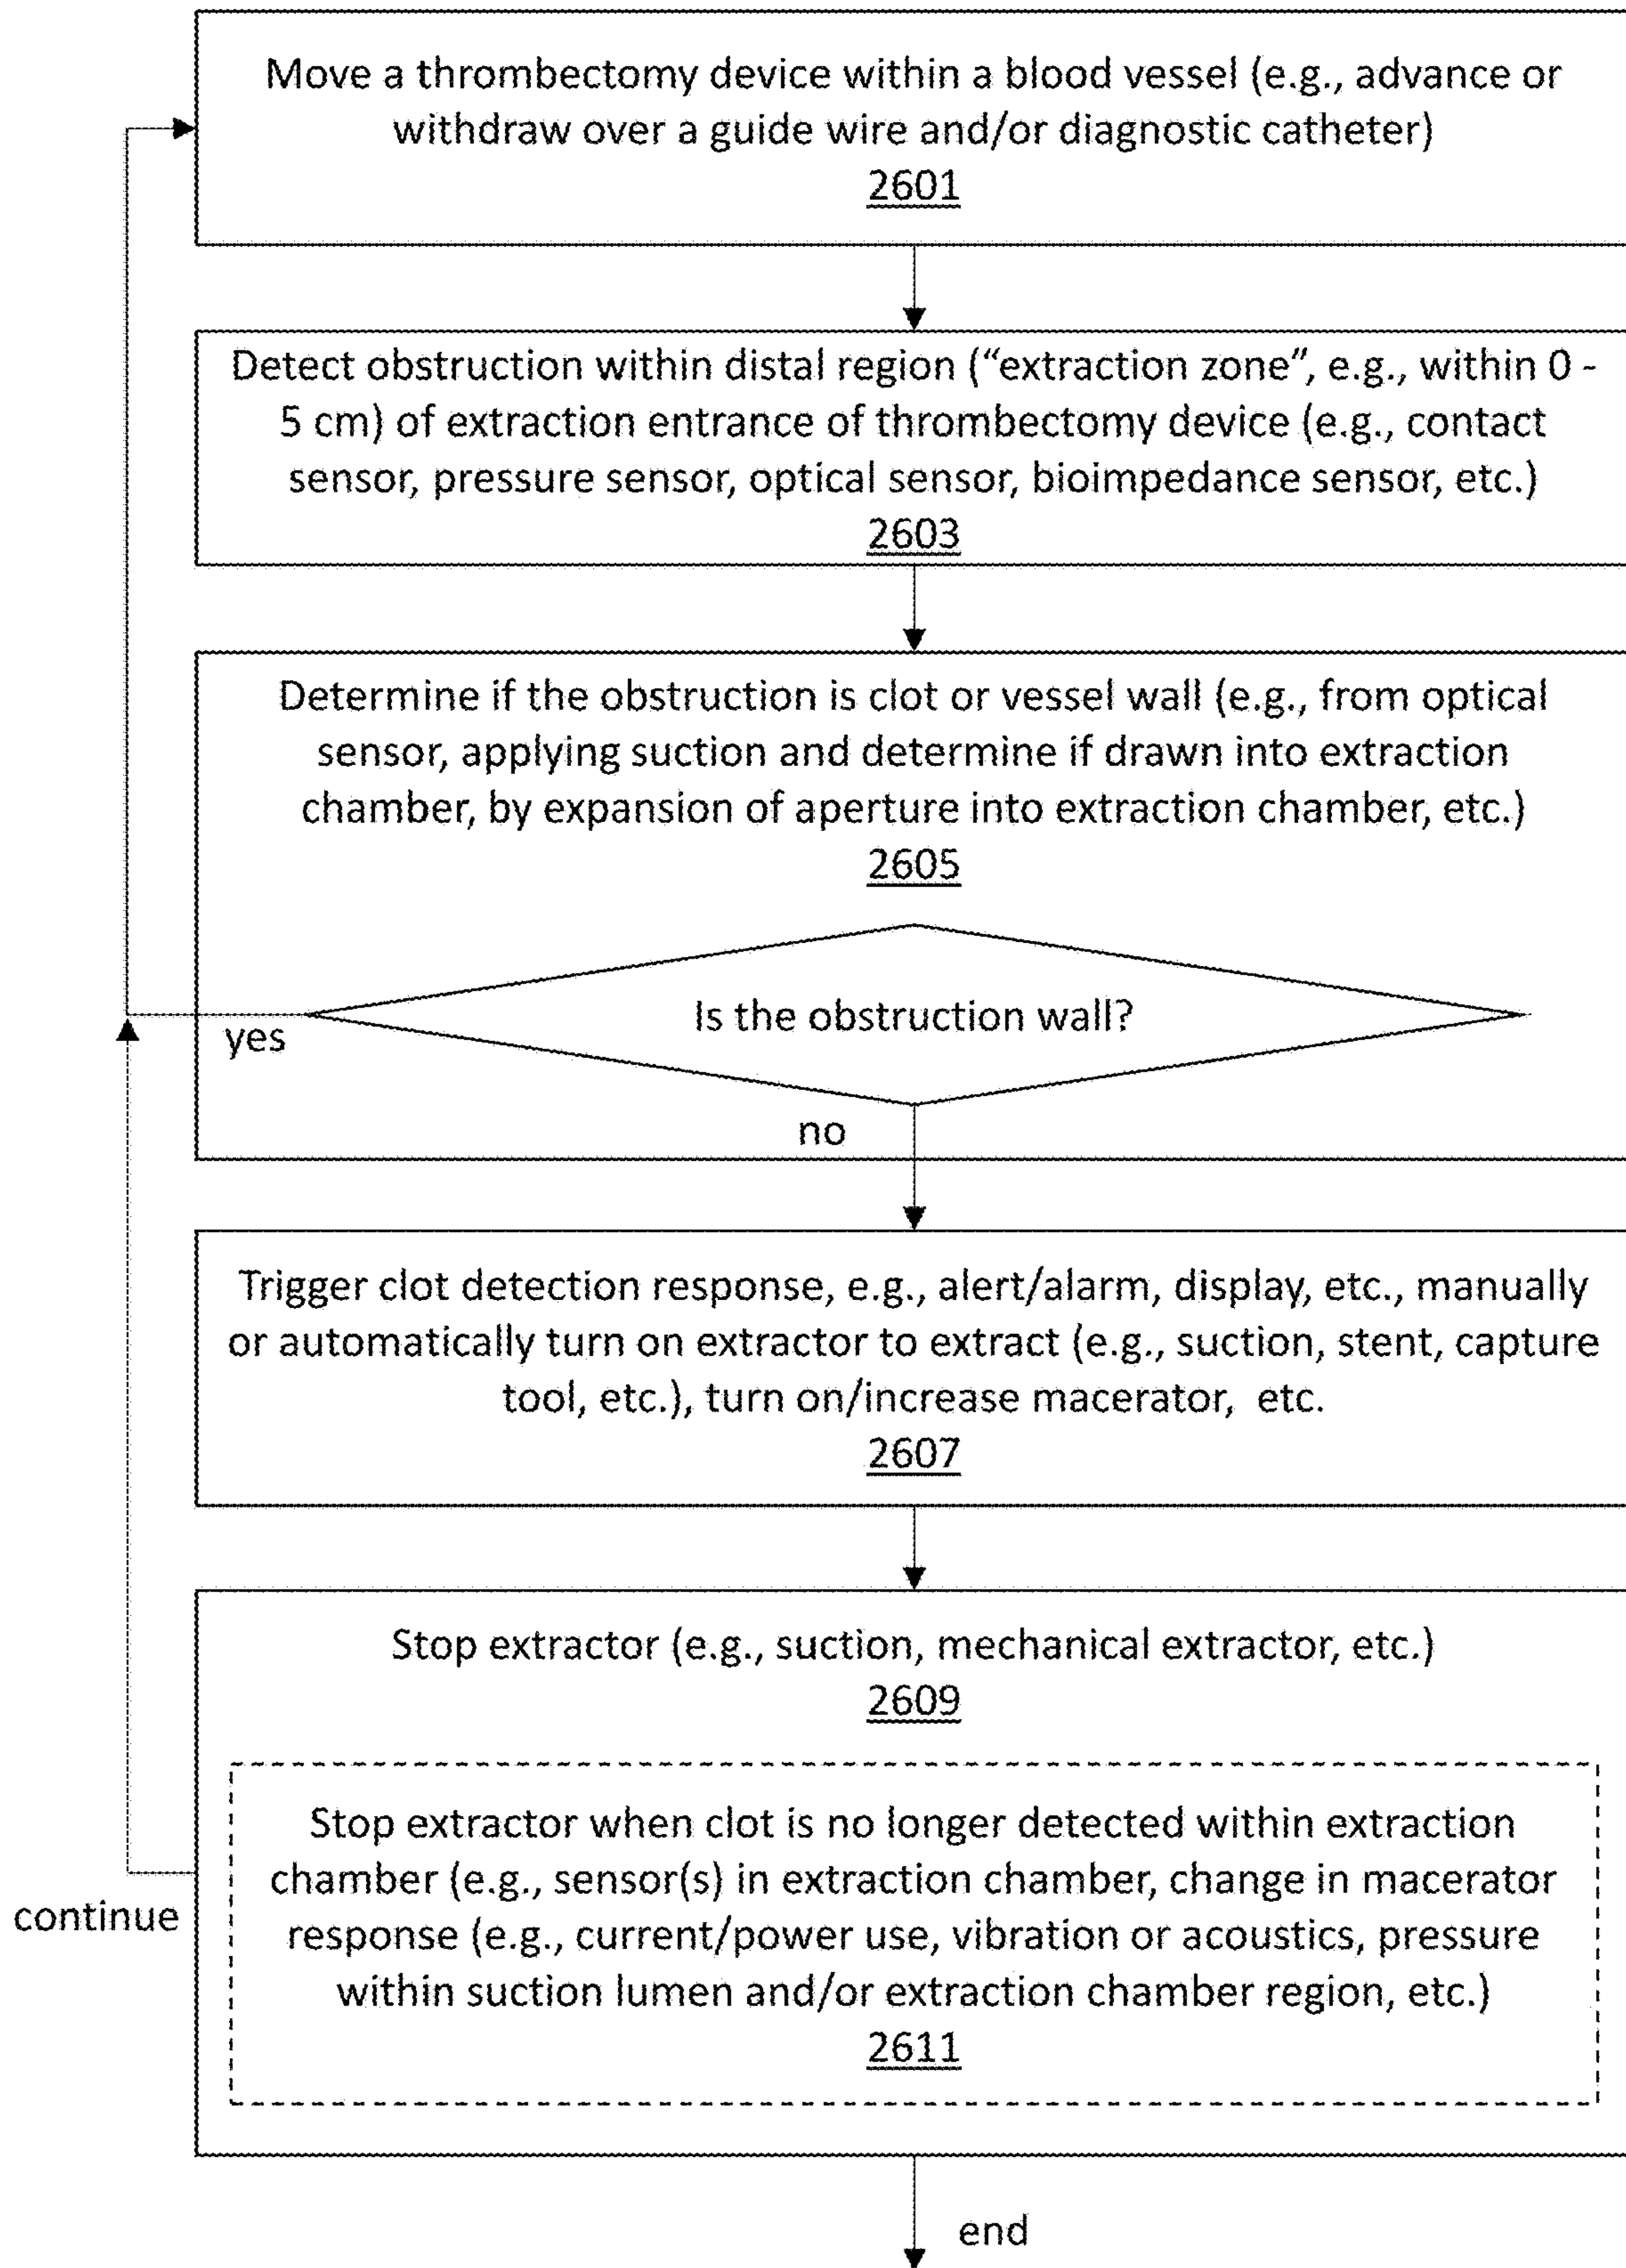 Move a thrombectomy device within a blood vessel (e.g., advance or
withdraw over a guide wire and/or diagnostic catheter)
2601
Detect obstruction within distal region (“extraction zone”, e.g., within 0 -
5 cm) of extraction entrance of thrombectomy device (e.g., contact
sensor, pressure sensor, optical sensor, bioimpedance sensor, etc.)
2603
Determine if the obstruction is clot or vessel wall (e.g., from optical
sensor, applying suction and determine if drawn into extraction
chamber, by expansion of aperture into extraction chamber, etc.)
2605
Is the obstruction wall?
yes
no
Trigger clot detection response, e.g., alert/alarm, display, etc., manually
or automatically turn on extractor to extract (e.g., suction, stent, capture
tool, etc.), turn on/increase macerator, etc.
2607
Stop extractor (e.g., suction, mechanical extractor, etc.)
2609
Stop extractor when clot is no longer detected within extraction
chamber (e.g., sensor(s) in extraction chamber, change in macerator
response (e.g., current/power use, vibration or acoustics, pressure
within suction lumen and/or extraction chamber region, etc.)
2611
continue
end